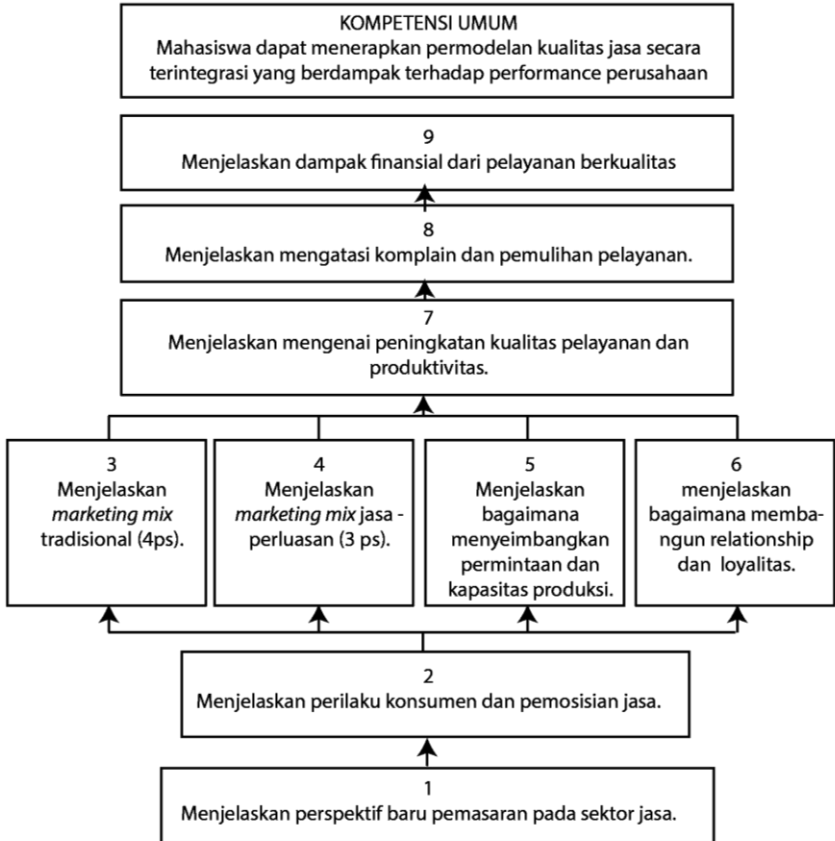 KOMPETENSI UMUM
Mahasiswa dapat menerapkan permodelan kualitas jasa secara
terintegrasi yang berdampak terhadap performance perusahaan
9
Menjelaskan dampak finansial dari pelayanan berkualitas
8
Menjelaskan mengatasi komplain dan pemulihan pelayanan.
7
Menjelaskan mengenai peningkatan kualitas pelayanan dan
produktivitas.
3
Menjelaskan
marketing mix
tradisional (4ps).
4
Menjelaskan
marketing mix jasa -
perluasan (3 ps).
5
Menjelaskan
bagaimana
menyeimbangkan
permintaan dan
kapasitas produksi.
6
menjelaskan
bagaimana memba-
ngun relationship
dan loyalitas.
2
Menjelaskan perilaku konsumen dan pemosisian jasa.
1
Menjelaskan perspektif baru pemasaran pada sektor jasa.